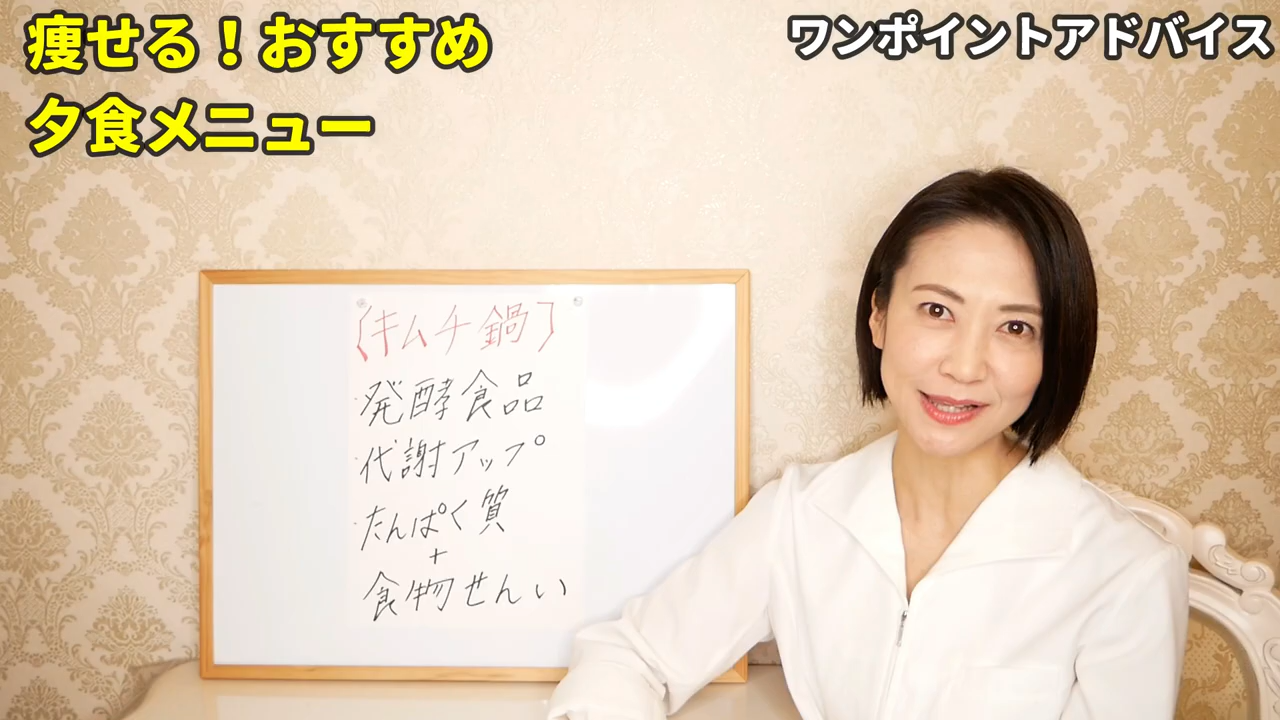 痩せる！おすすめ
夕食メニュー
ワンポイントアドバイス
〔キムチ鍋〕
・発酵食品
・代謝アップ
・たんぱく質
+
食物せんい